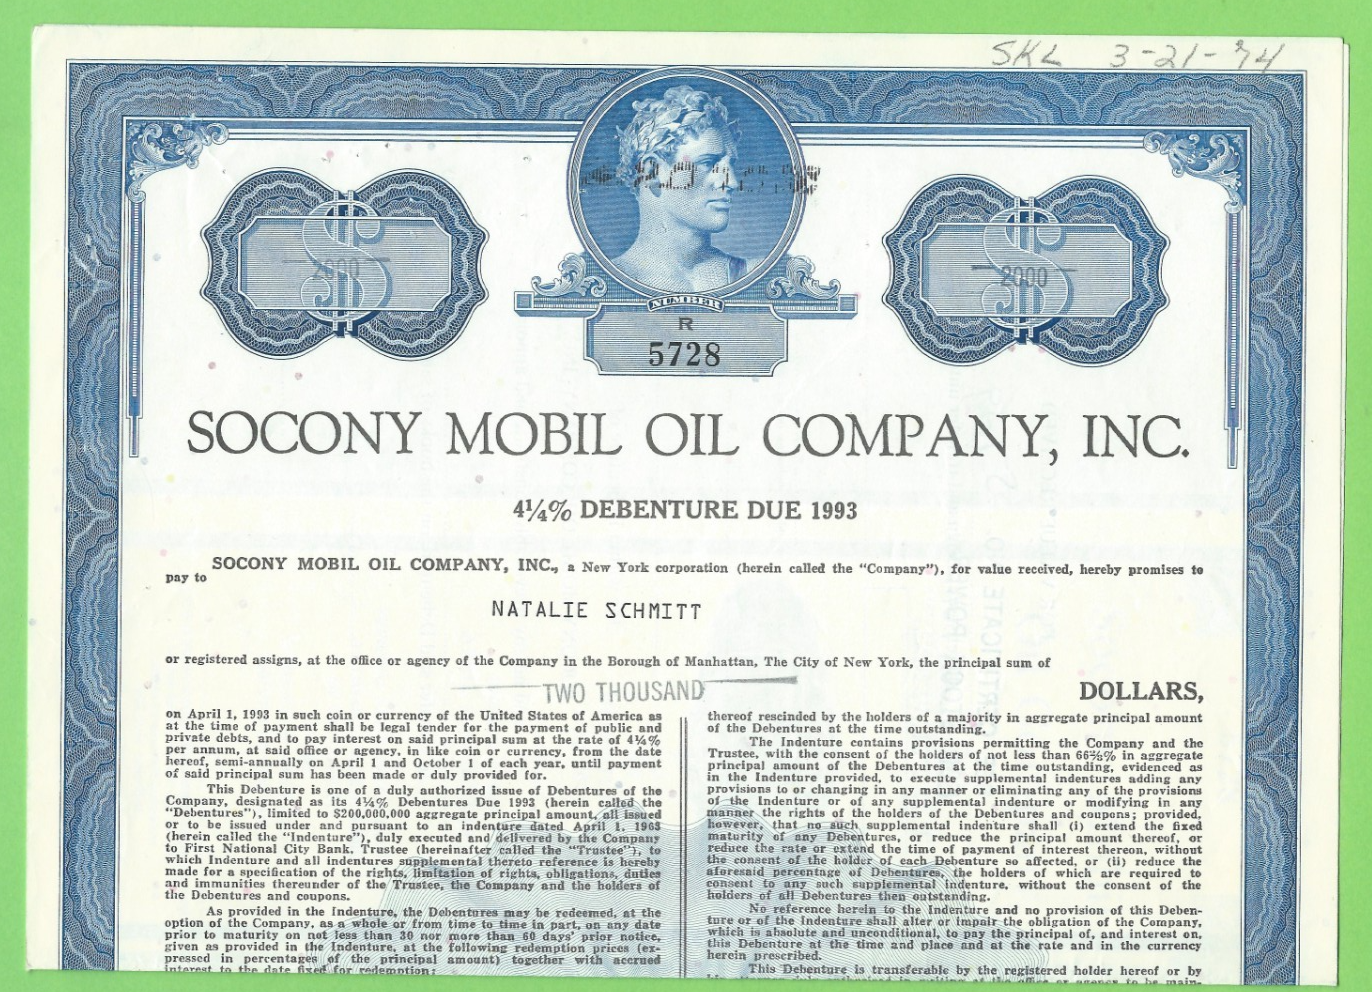 SKL 3-21-74
2000
2000
NUMBER
R
5728
SOCONY MOBIL OIL COMPANY, INC.
4¼% DEBENTURE DUE 1993
SOCONY MOBIL OIL COMPANY, INC., a New York corporation (herein called the "Company"), for value received, hereby promises to
pay to
NATALIE SCHMITT
or registered assigns, at the office or agency of the Company in the Borough of Manhattan, The City of New York, the principal sum of
TWO THOUSAND DOLLARS,
on April 1, 1993 in such coin or currency of the United States of America as
at the time of payment shall be legal tender for the payment of public and
private debts, and to pay interest on said principal sum at the rate of 4¼%
per annum, at said office or agency, in like coin or currency, from the date
hereof, semi-annually on April 1 and October 1 of each year, until payment
of said principal sum has been made or duly provided for.
This Debenture is one of a duly authorized issue of Debentures of the
Company, designated as its 4¼% Debentures Due 1993 (herein called the
"Debentures"), limited to $200,000,000 aggregate principal amount, all issued
or to be issued under and pursuant to an indenture dated April 1, 1963
(herein called the "Indenture"), duly executed and delivered by the Company
to First National City Bank, Trustee (hereinafter called the "Trustee"), to
which Indenture and all indentures supplemental thereto reference is hereby
made for a specification of the rights, limitation of rights, obligations, duties
and immunities thereunder of the Trustee, the Company and the holders of
the Debentures and coupons.
As provided in the Indenture, the Debentures may be redeemed, at the
option of the Company, as a whole or from time to time in part, on any date
prior to maturity on not less than 30 nor more than 60 days' prior notice,
given as provided in the Indenture, at the following redemption prices (ex-
pressed in percentages of the principal amount) together with accrued
interest to the date fixed for redemption:
thereof rescinded by the holders of a majority in aggregate principal amount
of the Debentures at the time outstanding.
The Indenture contains provisions permitting the Company and the
Trustee, with the consent of the holders of not less than 66⅔% in aggregate
principal amount of the Debentures at the time outstanding, evidenced as
in the Indenture provided, to execute supplemental indentures adding any
provisions to or changing in any manner or eliminating any of the provisions
of the Indenture or of any supplemental indenture or modifying in any
manner the rights of the holders of the Debentures and coupons; provided,
however, that no such supplemental indenture shall (i) extend the fixed
maturity of any Debentures, or reduce the principal amount thereof, or
reduce the rate or extend the time of payment of interest thereon, without
the consent of the holder of each Debenture so affected, or (ii) reduce the
aforesaid percentage of Debentures, the holders of which are required to
consent to any such supplemental indenture, without the consent of the
holders of all Debentures then outstanding.
No reference herein to the Indenture and no provision of this Deben-
ture or of the Indenture shall alter or impair the obligation of the Company,
which is absolute and unconditional, to pay the principal of, and interest on,
this Debenture at the time and place and at the rate and in the currency
herein prescribed.
This Debenture is transferable by the registered holder hereof or by